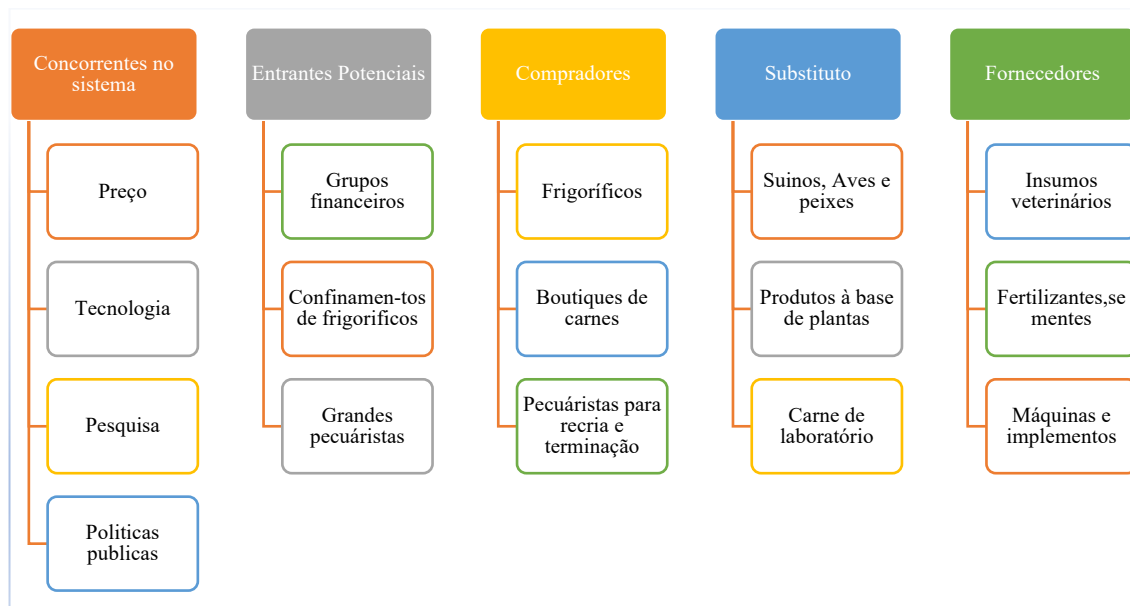 Concorrentes no
sistema
Preço
Tecnologia
Pesquisa
Politicas
publicas
Entrantes Potenciais
Grupos
financeiros
Confinamen-tos
de frigorificos
Grandes
pecuáristas
Compradores
Frigoríficos
Boutiques de
carnes
Pecuáristas para
recria e
terminação
Substituto
Suinos, Aves e
peixes
Produtos à base
de plantas
Carne de
laboratório
Fornecedores
Insumos
veterinários
Fertilizantes,se
mentes
Máquinas e
implementos